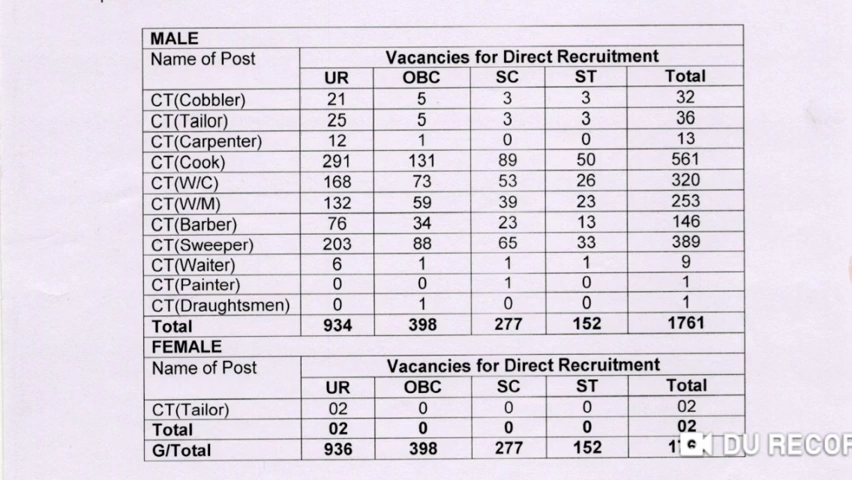 MALE
Name of Post Vacancies for Direct Recruitment
UR OBC SC ST Total
CT(Cobbler) 21 5 3 3 32
CT(Tailor) 25 5 3 3 36
CT(Carpenter) 12 1 0 0 13
CT(Cook) 291 131 89 50 561
CT(W/C) 168 73 53 26 320
CT(W/M) 132 59 39 23 253
CT(Barber) 76 34 23 13 146
CT(Sweeper) 203 88 65 33 389
CT(Waiter) 6 1 1 1 9
CT(Painter) 0 0 1 0 1
CT(Draughtsmen) 0 1 0 0 1
Total 934 398 277 152 1761
FEMALE
Name of Post Vacancies for Direct Recruitment
UR OBC SC ST Total
CT(Tailor) 02 0 0 0 02
Total 02 0 0 0 02
G/Total 936 398 277 152
DU RECOR